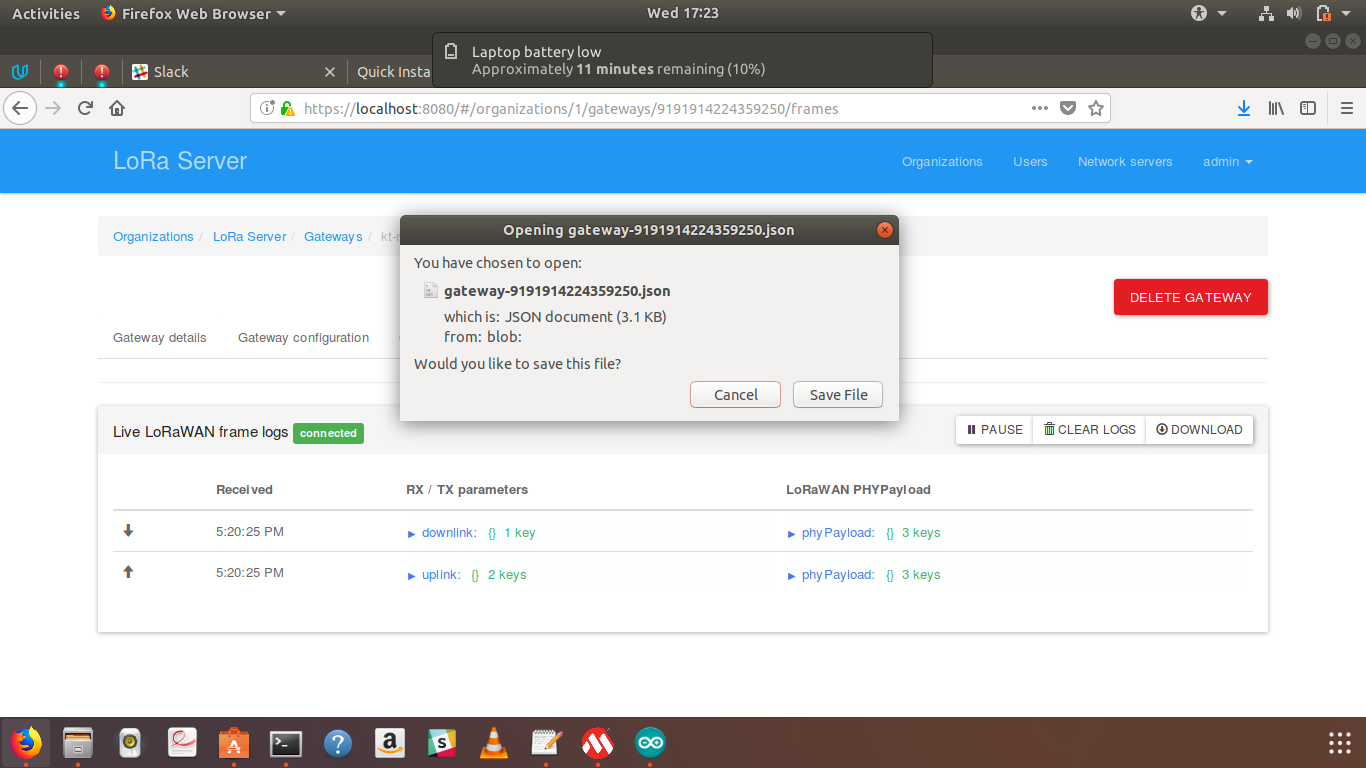 Activities Firefox Web Browser Wed 17:23
Laptop battery low
Approximately 11 minutes remaining (10%)
Slack Quick Insta
https://localhost:8080/#/organizations/1/gateways/9191914224359250/frames
LoRa Server Organizations Users Network servers admin
Organizations / LoRa Server / Gateways /
Opening gateway-9191914224359250.json
You have chosen to open:
gateway-9191914224359250.json
which is: JSON document (3.1 KB)
from: blob:
Would you like to save this file?
Cancel Save File
DELETE GATEWAY
Gateway details Gateway configuration
Live LoRaWAN frame logs connected PAUSE CLEAR LOGS DOWNLOAD
Received RX / TX parameters LoRaWAN PHYPayload
5:20:25 PM downlink: {} 1 key phyPayload: {} 3 keys
5:20:25 PM uplink: {} 2 keys phyPayload: {} 3 keys